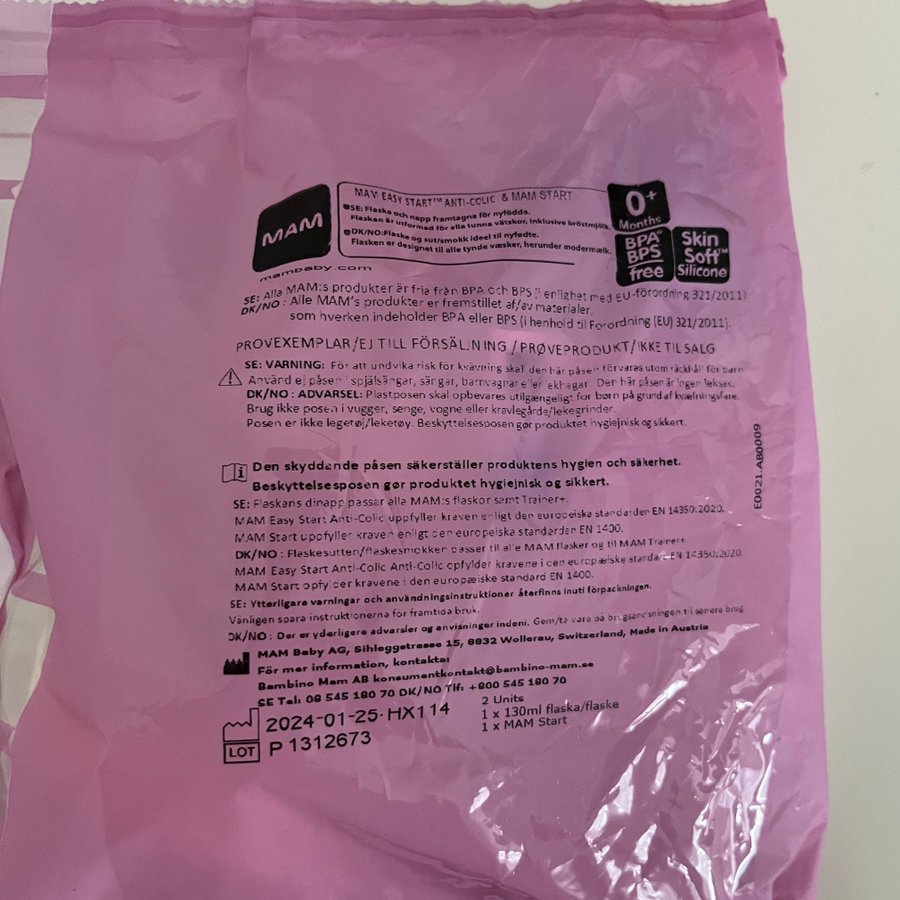 MAM
mambaby.com
MAM EASY START™ ANTI-COLIC & MAM START
SE: Flaska och napp framtagna för nyfödda.
Flaskan är utformad för alla tunna vätskor, inklusive bröstmjölk.
DK/NO: Flaske og sut/smokk ideel til nyfødte.
Flasken er designet til alle tynde væsker, herunder modermælk.
0+
Months
BPA°
BPS
free
Skin
Soft™
Silicone
SE: Alla MAM:s produkter är fria från BPA och BPS (i enlighet med EU-förordning 321/2011).
DK/NO: Alle MAM's produkter er fremstillet af/av materialer,
som hverken indeholder BPA eller BPS (i henhold til Forordning (EU) 321/2011).
PROVEXEMPLAR/EJ TILL FÖRSÄLJNING / PRØVEPRODUKT/IKKE TIL SALG
SE: VARNING: För att undvika risk för kvävning skall den här påsen förvaras utom räckhåll för barn.
Använd ej påsen i spjälsängar, sängar, barnvagnar eller lekhagar. Den här påsen är ingen leksak.
DK/NO: ADVARSEL: Plastposen skal opbevares utilgængeligt for børn på grund af kvælningsfare.
Brug ikke posen i vugger, senge, vogne eller kravlegårde/lekegrinder.
Posen er ikke legetøj/leketøy. Beskyttelsesposen gør produktet hygiejnisk og sikkert.
Den skyddande påsen säkerställer produktens hygien och säkerhet.
Beskyttelsesposen gør produktet hygiejnisk og sikkert.
SE: Flaskans dinapp passar alla MAM:s flaskor samt Trainer+.
MAM Easy Start Anti-Colic uppfyller kraven enligt den europeiska standarden EN 14350:2020.
MAM Start uppfyller kraven enligt den europeiska standarden EN 1400.
DK/NO: Flaskesutten/flaskesmokken passer til alle MAM flasker og til MAM Trainer+
MAM Easy Start Anti-Colic Anti-Colic opfylder kravene i den europæiske standard EN 14350:2020
MAM Start opfylder kravene i den europæiske standard EN 1400.
SE: Ytterligare varningar och användningsinstruktioner återfinns inuti förpackningen.
Vänligen spara instruktionerna för framtida bruk.
DK/NO: Der er yderligere advarsler og anvisninger indeni. Gem/ta vare på brugsanvisningen til senere brug.
MAM Baby AG, Sihleggstrasse 15, 8832 Wollerau, Switzerland, Made in Austria
För mer information, kontakta:
Bambino Mam AB konsumentkontakt@bambino-mam.se
SE Tel: 08 545 180 70 DK/NO Tlf: +800 545 180 70
2024-01-25 HX114
LOT P 1312673
2 Units
1 x 130ml flaska/flaske
1 x MAM Start
ED021.AB0009